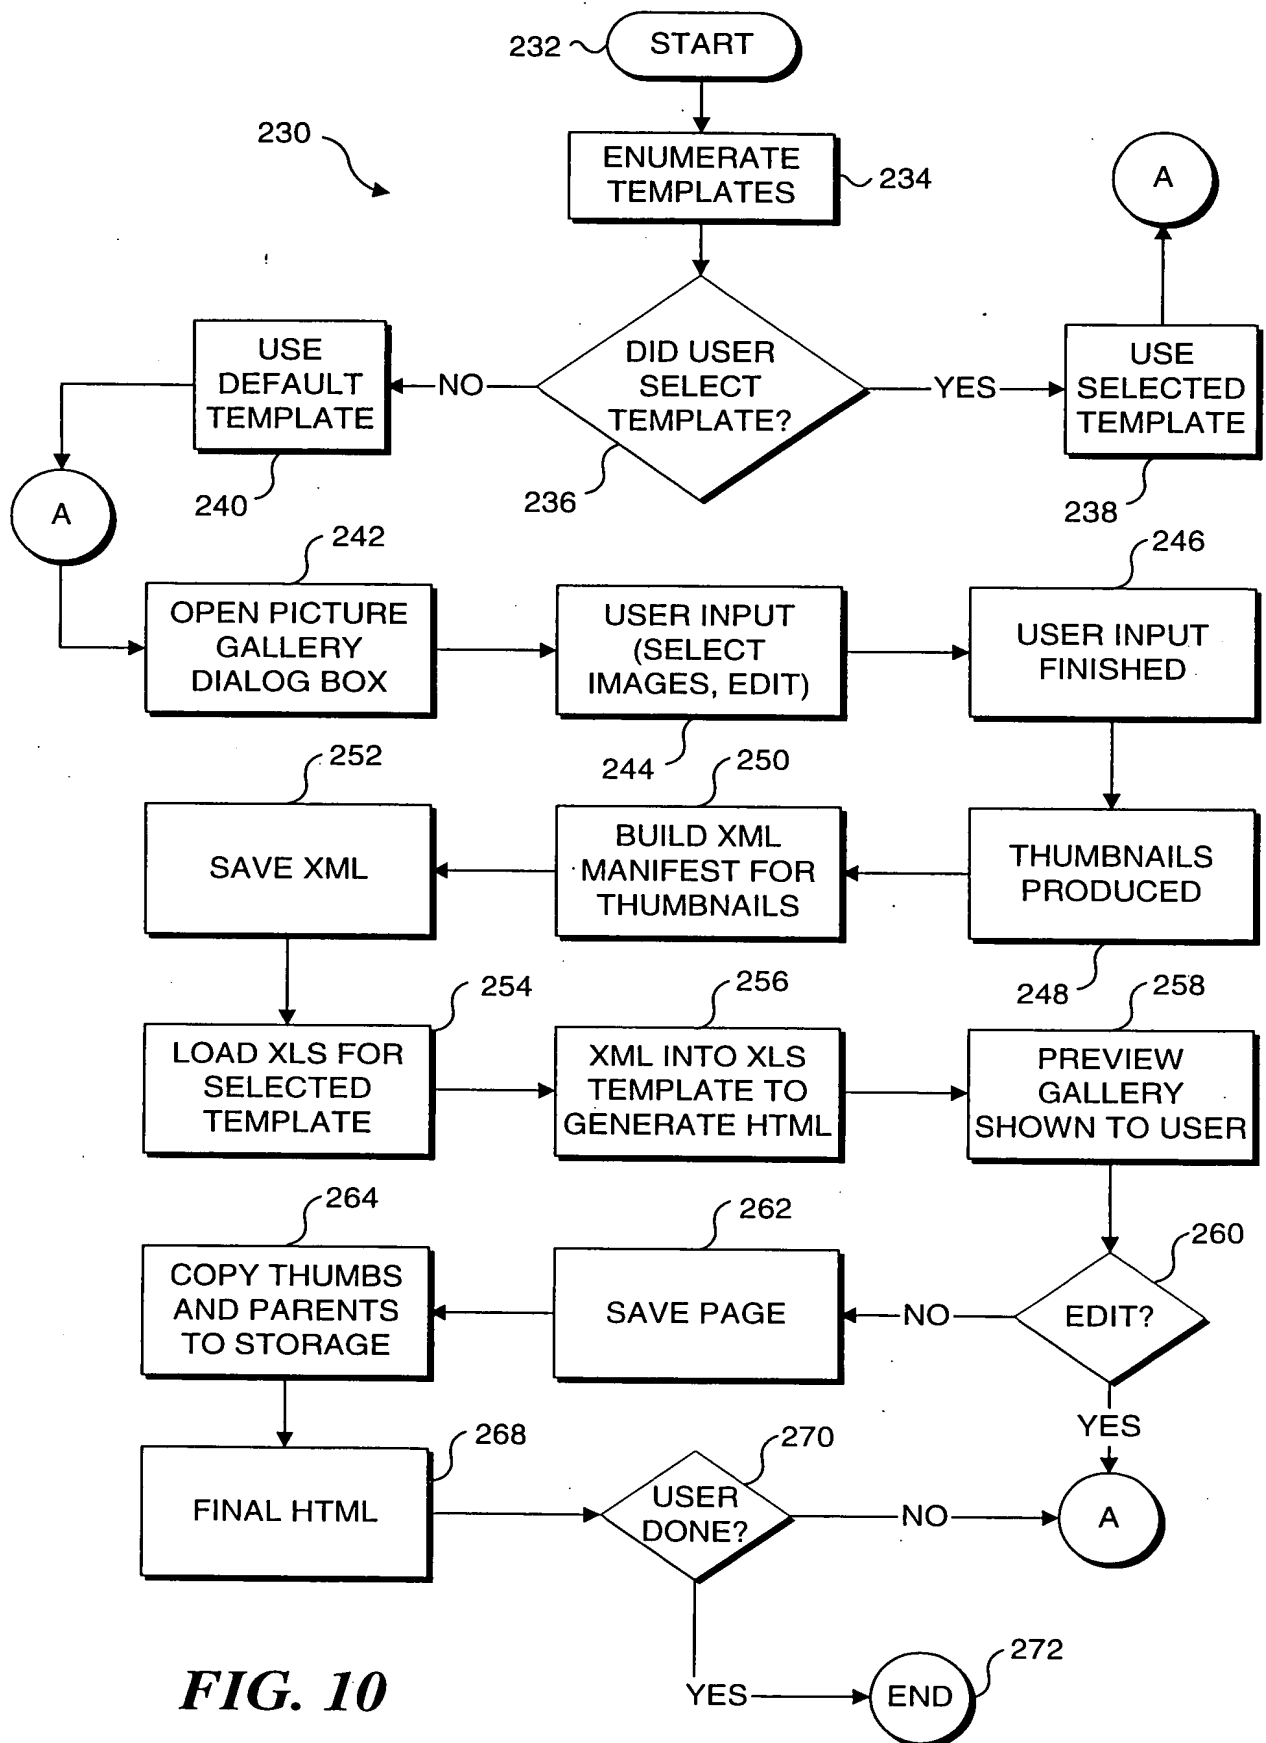 232
START
230
ENUMERATE
TEMPLATES
234
A
USE
DEFAULT
TEMPLATE
240
NO
DID USER
SELECT
TEMPLATE?
236
YES
USE
SELECTED
TEMPLATE
238
A
242
OPEN PICTURE
GALLERY
DIALOG BOX
USER INPUT
(SELECT
IMAGES, EDIT)
244
246
USER INPUT
FINISHED
252
SAVE XML
250
BUILD XML
MANIFEST FOR
THUMBNAILS
THUMBNAILS
PRODUCED
248
254
LOAD XLS FOR
SELECTED
TEMPLATE
256
XML INTO XLS
TEMPLATE TO
GENERATE HTML
258
PREVIEW
GALLERY
SHOWN TO USER
264
COPY THUMBS
AND PARENTS
TO STORAGE
262
SAVE PAGE
NO
260
EDIT?
YES
268
FINAL HTML
270
USER
DONE?
NO
A
YES
END
272
FIG. 10